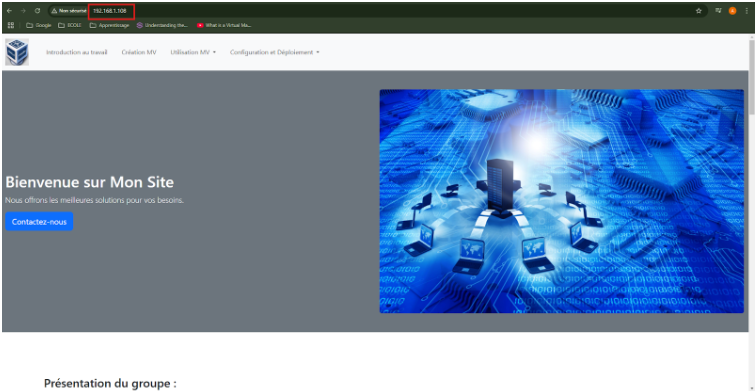 Non sécurisé 192.168.1.108
Google ECOLE Apprentissage Understanding the... What is a Virtual Ma...
Introduction au travail Création MV Utilisation MV Configuration et Déploiement
Bienvenue sur Mon Site
Nous offrons les meilleures solutions pour vos besoins.
Contactez-nous
Présentation du groupe :